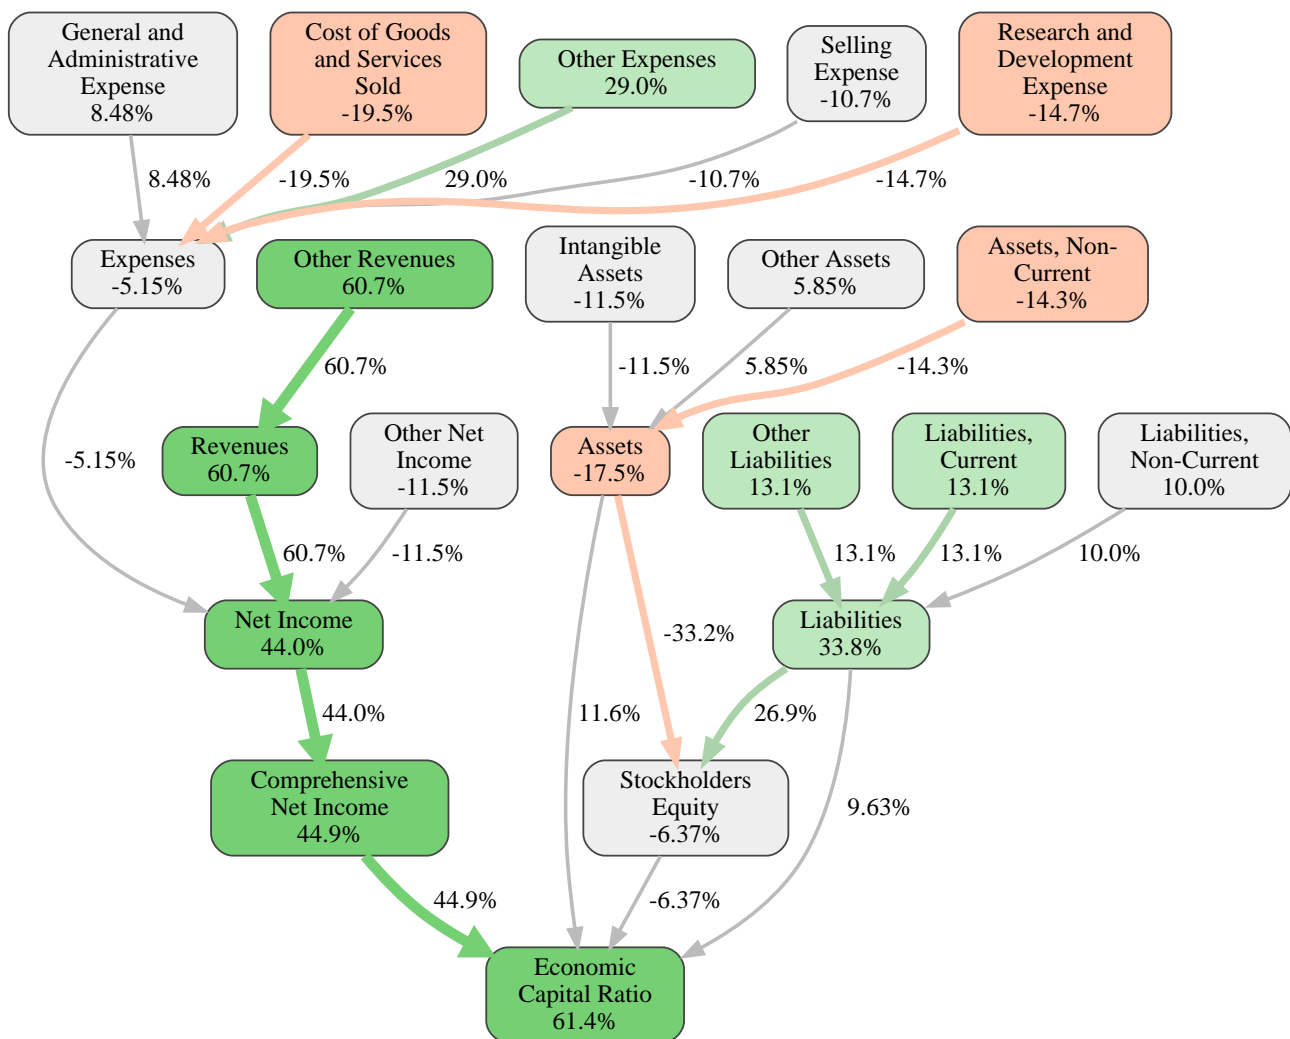 General and
Administrative
Expense
8.48%
Cost of Goods
and Services
Sold
-19.5%
Other Expenses
29.0%
Selling
Expense
-10.7%
Research and
Development
Expense
-14.7%
8.48%
-19.5%
29.0%
-10.7%
-14.7%
Expenses
-5.15%
Other Revenues
60.7%
Intangible
Assets
-11.5%
Other Assets
5.85%
Assets, Non-
Current
-14.3%
60.7%
-11.5%
5.85%
-14.3%
-5.15%
Revenues
60.7%
Other Net
Income
-11.5%
Assets
-17.5%
Other
Liabilities
13.1%
Liabilities,
Current
13.1%
Liabilities,
Non-Current
10.0%
60.7%
-11.5%
13.1%
13.1%
10.0%
Net Income
44.0%
-33.2%
Liabilities
33.8%
44.0%
11.6%
26.9%
Comprehensive
Net Income
44.9%
Stockholders
Equity
-6.37%
9.63%
44.9%
-6.37%
Economic
Capital Ratio
61.4%